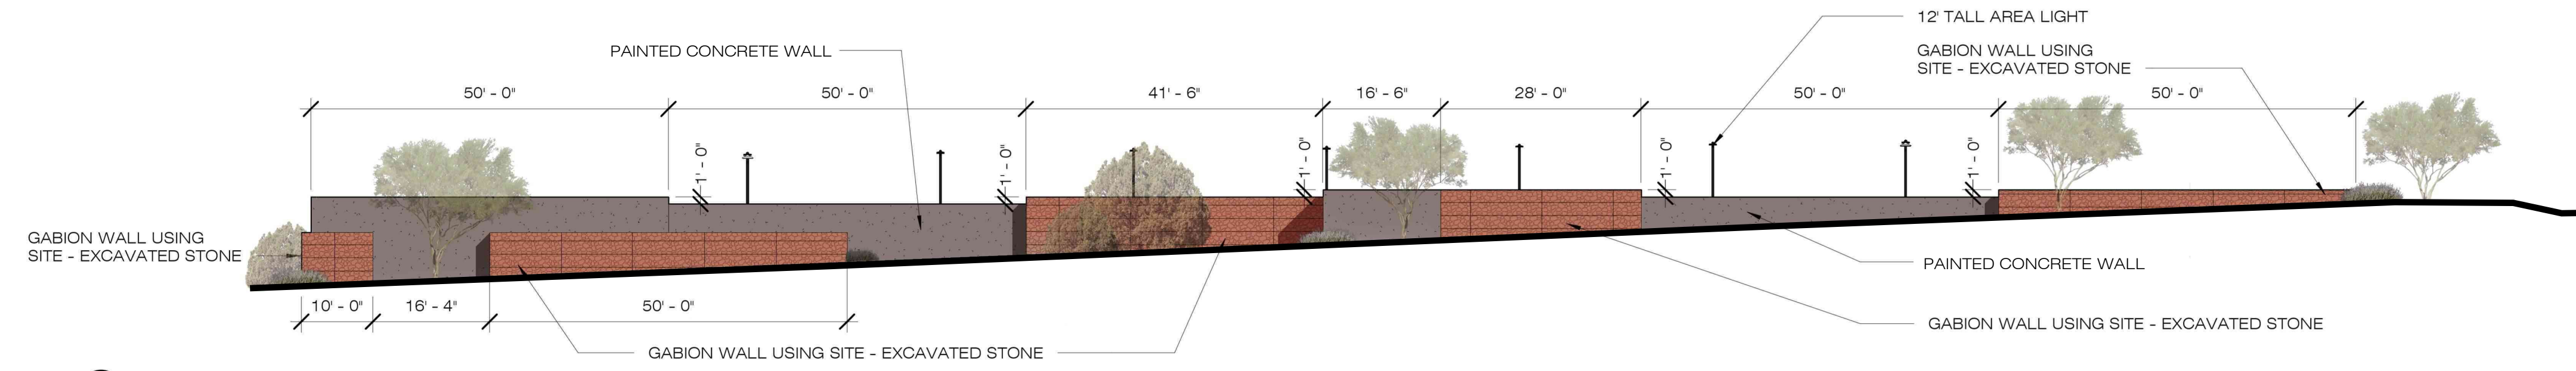 12' TALL AREA LIGHT
PAINTED CONCRETE WALL
GABION WALL USING
SITE - EXCAVATED STONE
50' - 0"
50' - 0"
41' - 6"
16' - 6"
28' - 0"
50' - 0"
50' - 0"
1' - 0"
1' - 0"
1' - 0"
1' - 0"
1' - 0"
GABION WALL USING
SITE - EXCAVATED STONE
PAINTED CONCRETE WALL
10' - 0"
16' - 4"
50' - 0"
GABION WALL USING SITE - EXCAVATED STONE
GABION WALL USING SITE - EXCAVATED STONE